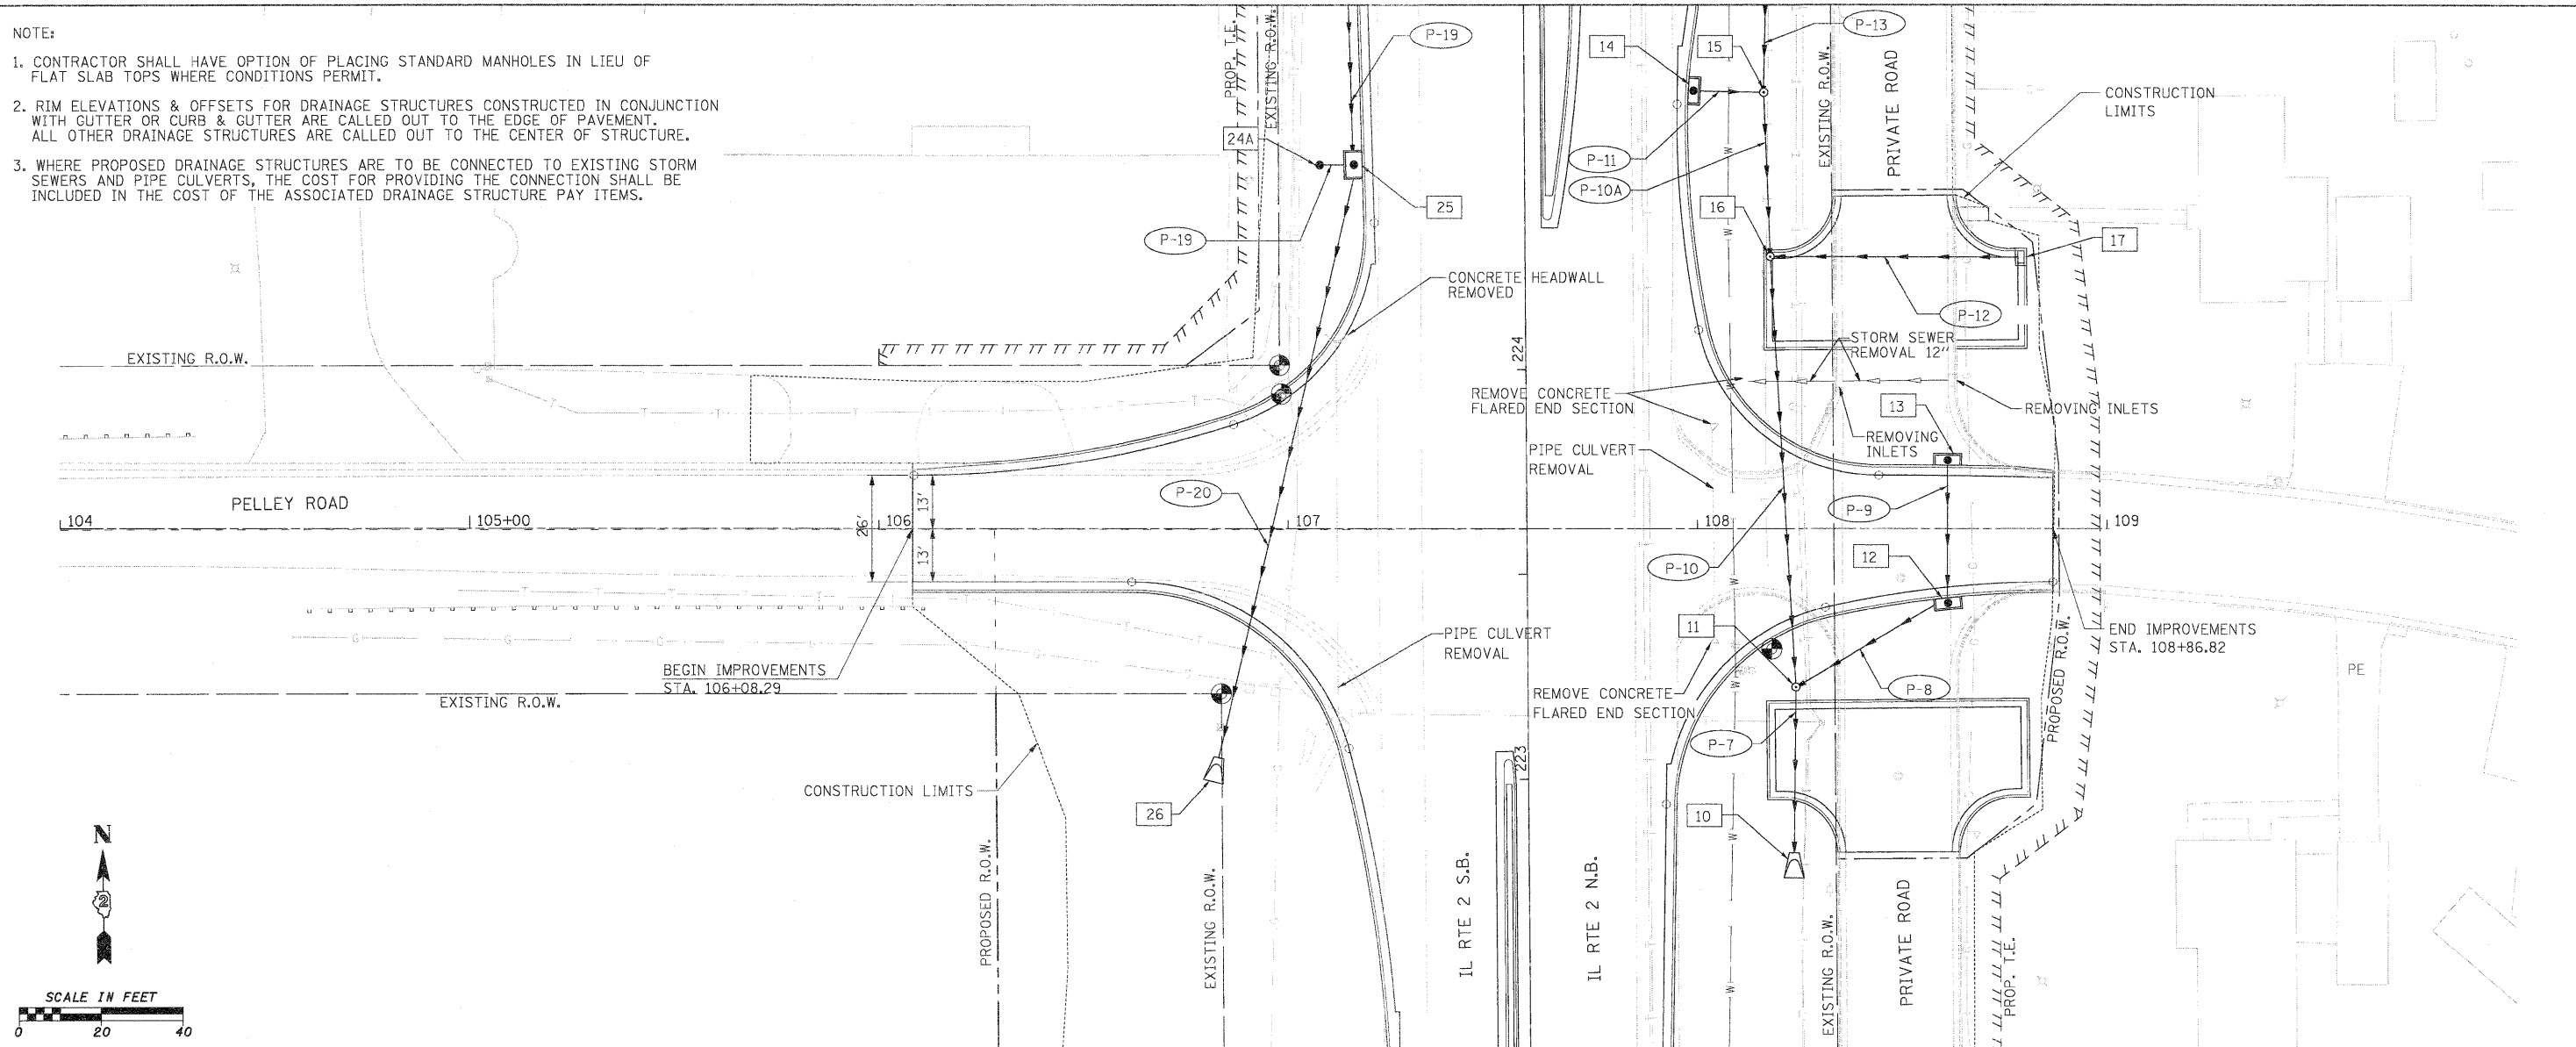 NOTE:
1. CONTRACTOR SHALL HAVE OPTION OF PLACING STANDARD MANHOLES IN LIEU OF
FLAT SLAB TOPS WHERE CONDITIONS PERMIT.
2. RIM ELEVATIONS & OFFSETS FOR DRAINAGE STRUCTURES CONSTRUCTED IN CONJUNCTION
WITH GUTTER OR CURB & GUTTER ARE CALLED OUT TO THE EDGE OF PAVEMENT.
ALL OTHER DRAINAGE STRUCTURES ARE CALLED OUT TO THE CENTER OF STRUCTURE.
3. WHERE PROPOSED DRAINAGE STRUCTURES ARE TO BE CONNECTED TO EXISTING STORM
SEWERS AND PIPE CULVERTS, THE COST FOR PROVIDING THE CONNECTION SHALL BE
INCLUDED IN THE COST OF THE ASSOCIATED DRAINAGE STRUCTURE PAY ITEMS.
PROP. T.E.
EXISTING R.O.W.
P-19
24A
25
P-19
CONCRETE HEADWALL
REMOVED
14
15
P-13
P-11
P-10A
16
EXISTING R.O.W.
PRIVATE ROAD
CONSTRUCTION
LIMITS
17
P-12
STORM SEWER
REMOVAL 12"
224
REMOVE CONCRETE
FLARED END SECTION
13
REMOVING INLETS
REMOVING
INLETS
PIPE CULVERT
REMOVAL
EXISTING R.O.W.
PELLEY ROAD
104
105+00
106
107
108
109
26'
13'
13'
P-20
P-9
P-10
12
11
BEGIN IMPROVEMENTS
STA. 106+08.29
EXISTING R.O.W.
PIPE CULVERT
REMOVAL
REMOVE CONCRETE
FLARED END SECTION
P-8
P-7
END IMPROVEMENTS
STA. 108+86.82
PROPOSED R.O.W.
PE
223
CONSTRUCTION LIMITS
26
10
PROPOSED R.O.W.
EXISTING R.O.W.
IL RTE 2 S.B.
IL RTE 2 N.B.
EXISTING R.O.W.
PRIVATE ROAD
PROP. T.E.
N
2
SCALE IN FEET
0 20 40